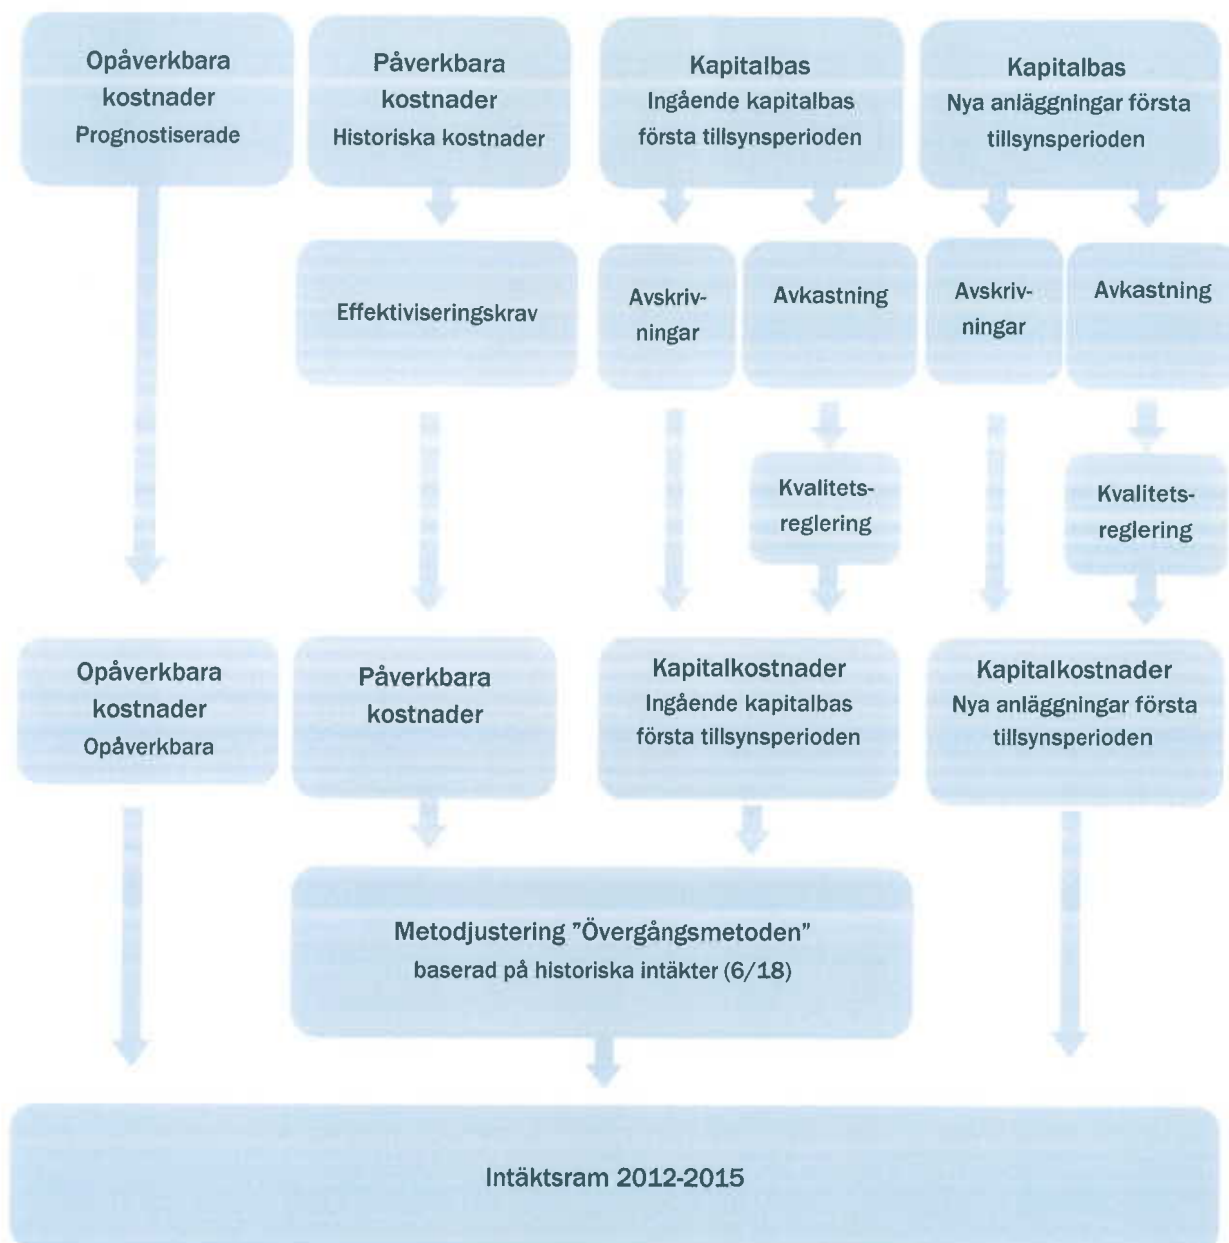 Opåverkbara
kostnader
Prognostiserade
Påverkbara
kostnader
Historiska kostnader
Kapitalbas
Ingående kapitalbas
första tillsynsperioden
Kapitalbas
Nya anläggningar första
tillsynsperioden
Effektiviseringskrav
Avskriv-
ningar
Avkastning
Avskriv-
ningar
Avkastning
Kvalitets-
reglering
Kvalitets-
reglering
Opåverkbara
kostnader
Opåverkbara
Påverkbara
kostnader
Kapitalkostnader
Ingående kapitalbas
första tillsynsperioden
Kapitalkostnader
Nya anläggningar första
tillsynsperioden
Metodjustering ”Övergångsmetoden”
baserad på historiska intäkter (6/18)
Intäktsram 2012-2015